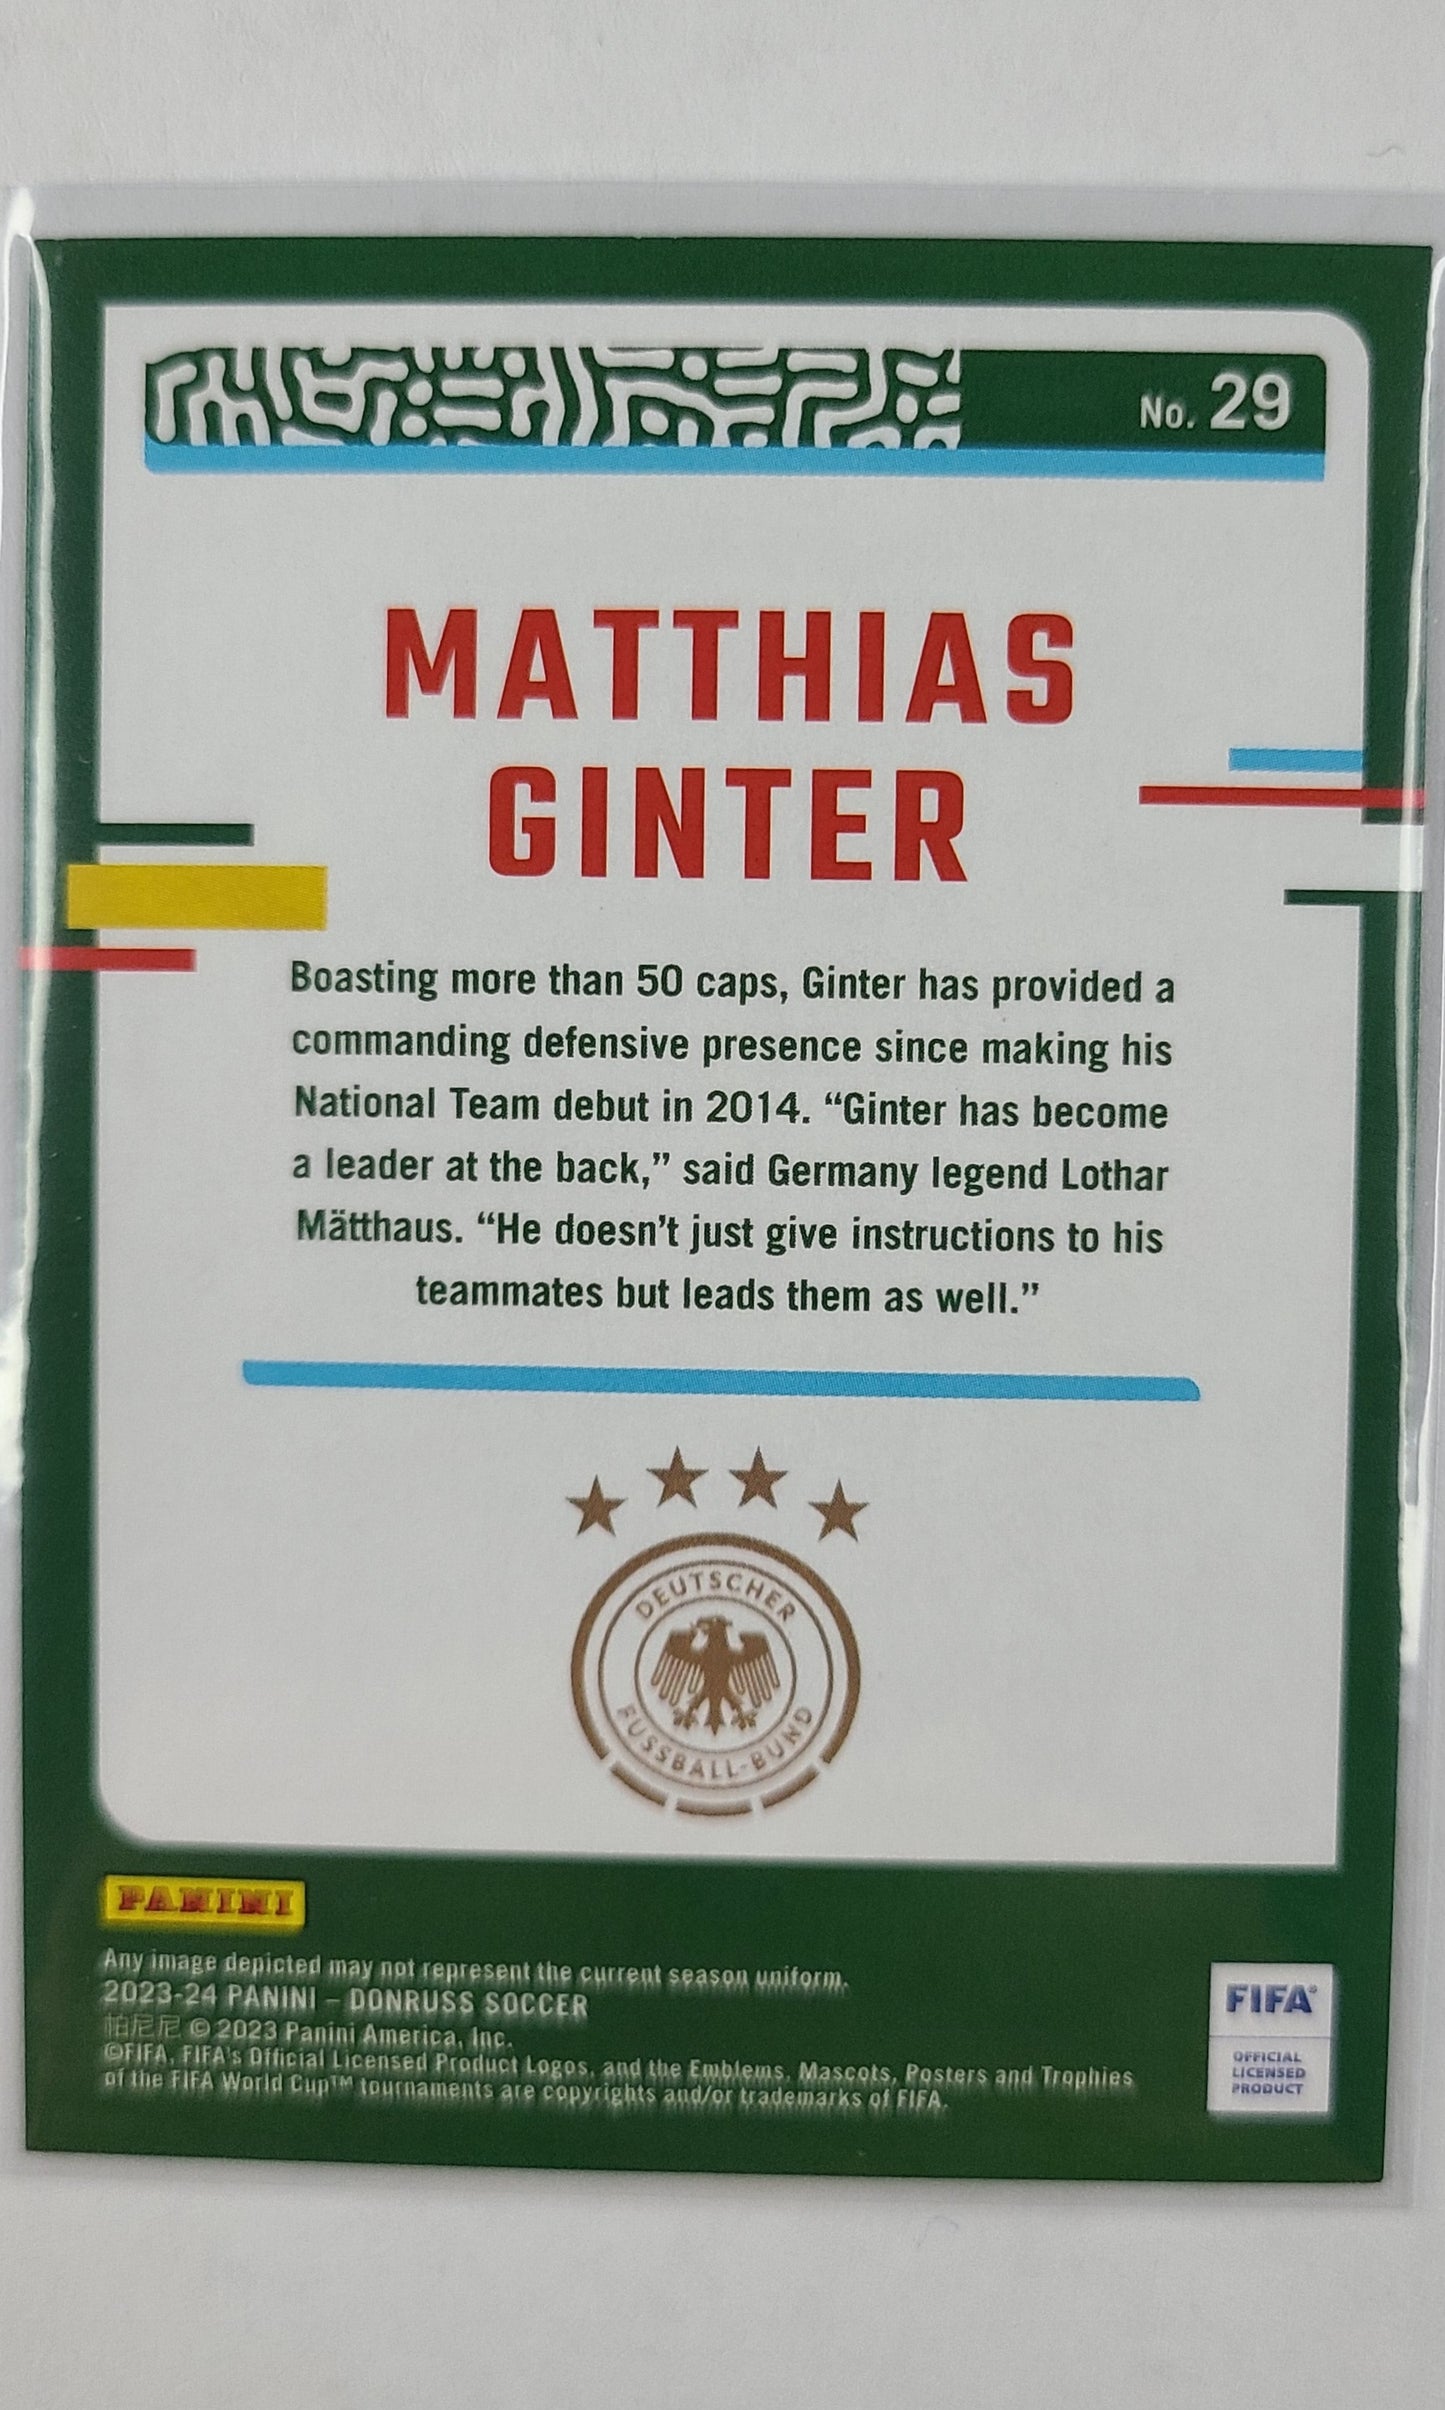 No. 29
MATTHIAS
GINTER
Boasting more than 50 caps, Ginter has provided a
commanding defensive presence since making his
National Team debut in 2014. “Ginter has become
a leader at the back,” said Germany legend Lothar
Mätthaus. “He doesn’t just give instructions to his
teammates but leads them as well.”
DEUTSCHER
FUSSBALL-BUND
PANINI
Any image depicted may not represent the current season uniform.
2023-24 PANINI – DONRUSS SOCCER
帕尼尼 © 2023 Panini America, Inc.
©FIFA, FIFA's Official Licensed Product Logos, and the Emblems, Mascots, Posters and Trophies
of the FIFA World Cup™ tournaments are copyrights and/or trademarks of FIFA.
FIFA®
OFFICIAL
LICENSED
PRODUCT